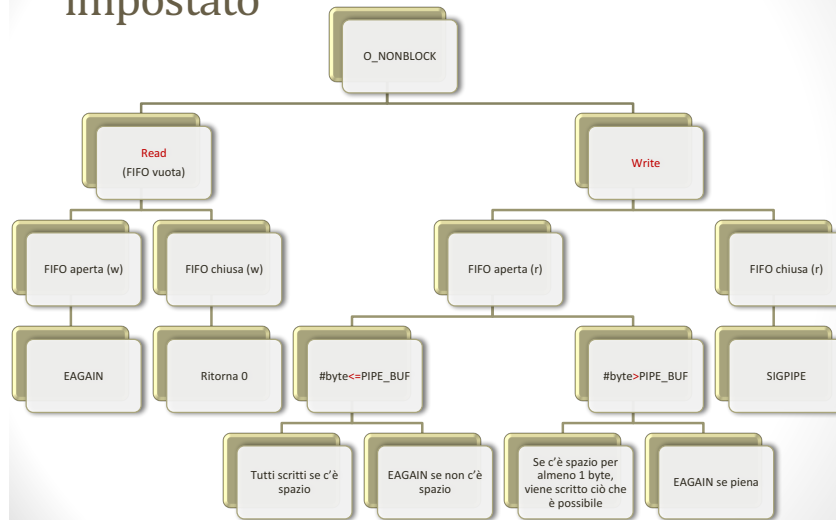 impostato
O_NONBLOCK
Read
(FIFO vuota)
Write
FIFO aperta (w)
FIFO chiusa (w)
FIFO aperta (r)
FIFO chiusa (r)
EAGAIN
Ritorna 0
#byte<=PIPE_BUF
#byte>PIPE_BUF
SIGPIPE
Tutti scritti se c'è
spazio
EAGAIN se non c'è
spazio
Se c'è spazio per
almeno 1 byte,
viene scritto ciò che
è possibile
EAGAIN se piena